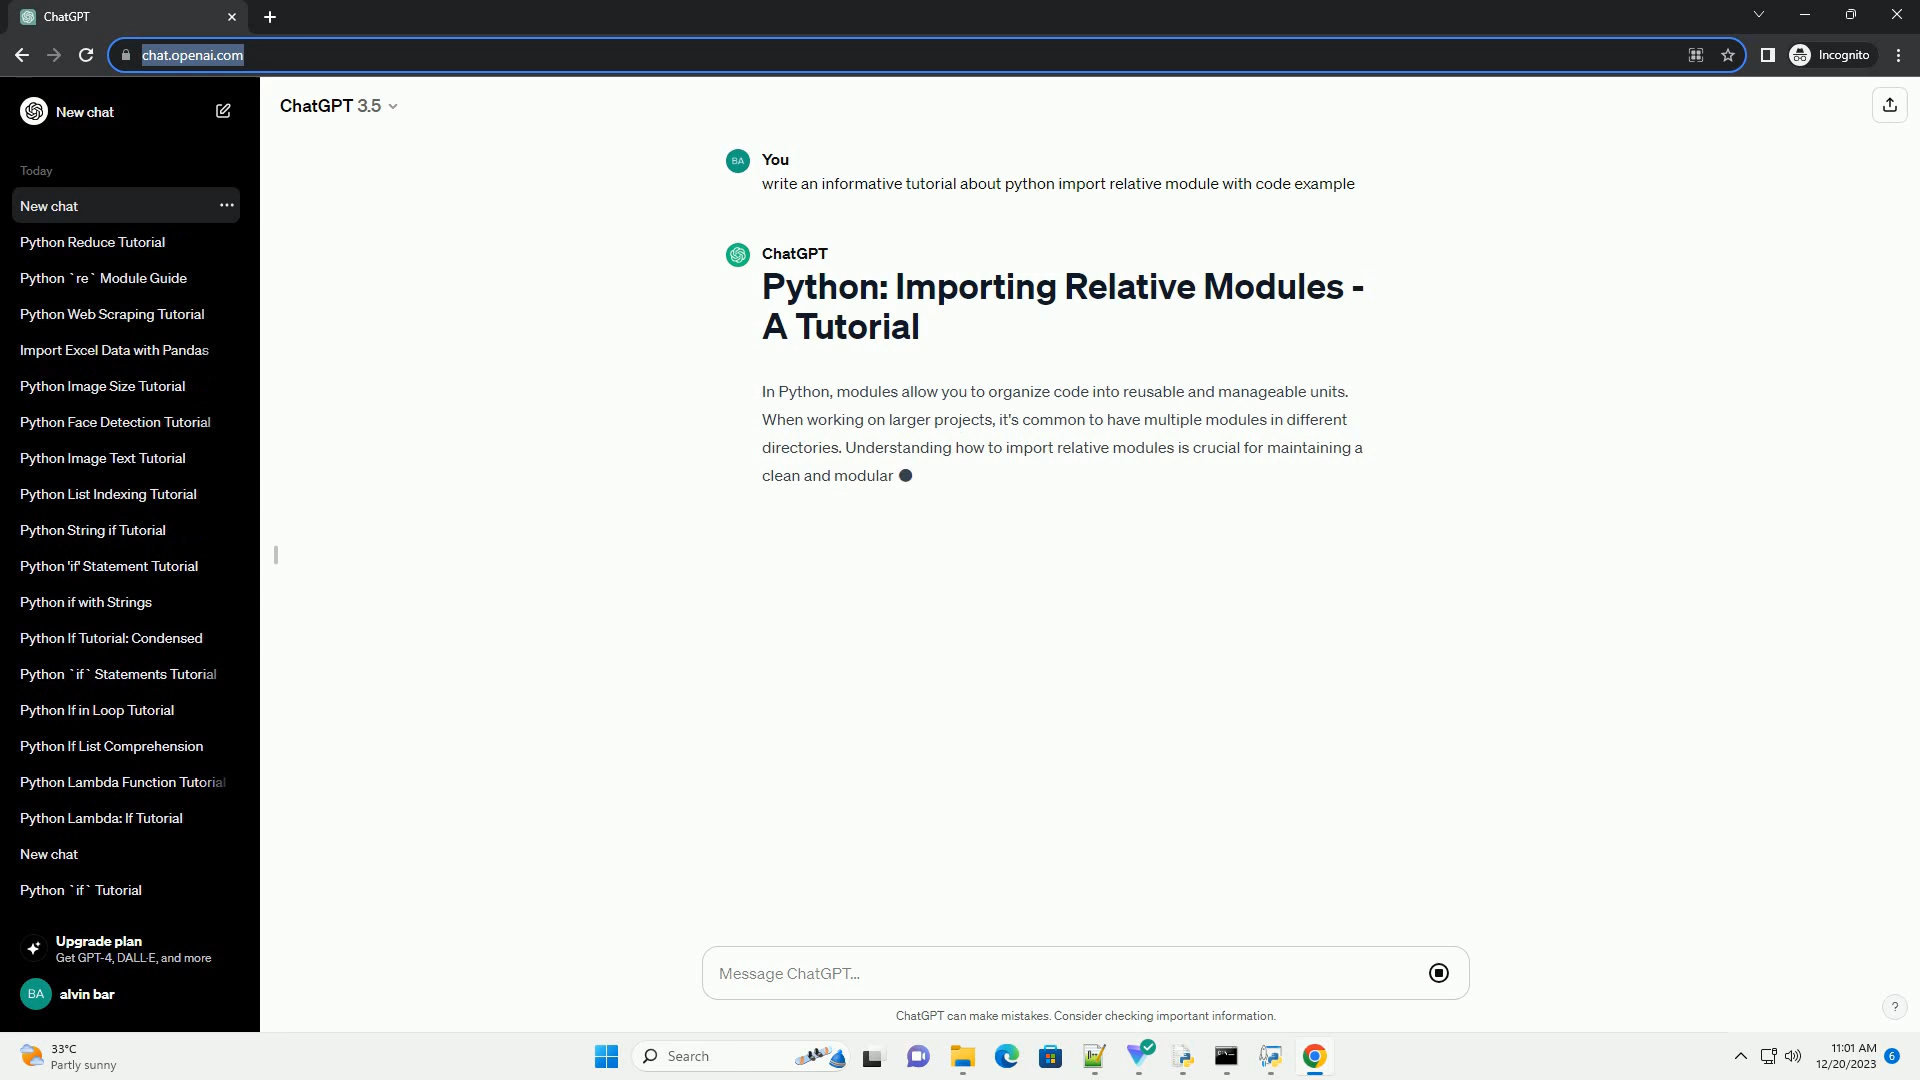 ChatGPT
chat.openai.com
Incognito
New chat
Today
New chat
Python Reduce Tutorial
Python `re` Module Guide
Python Web Scraping Tutorial
Import Excel Data with Pandas
Python Image Size Tutorial
Python Face Detection Tutorial
Python Image Text Tutorial
Python List Indexing Tutorial
Python String if Tutorial
Python 'if' Statement Tutorial
Python if with Strings
Python If Tutorial: Condensed
Python `if` Statements Tutorial
Python If in Loop Tutorial
Python If List Comprehension
Python Lambda Function Tutorial
Python Lambda: If Tutorial
New chat
Python `if` Tutorial
Upgrade plan
Get GPT-4, DALL·E, and more
BA alvin bar
ChatGPT 3.5
BA You
write an informative tutorial about python import relative module with code example
ChatGPT
Python: Importing Relative Modules -
A Tutorial
In Python, modules allow you to organize code into reusable and manageable units.
When working on larger projects, it's common to have multiple modules in different
directories. Understanding how to import relative modules is crucial for maintaining a
clean and modular
Message ChatGPT...
ChatGPT can make mistakes. Consider checking important information.
?
33°C
Partly sunny
Search
11:01 AM
12/20/2023
6